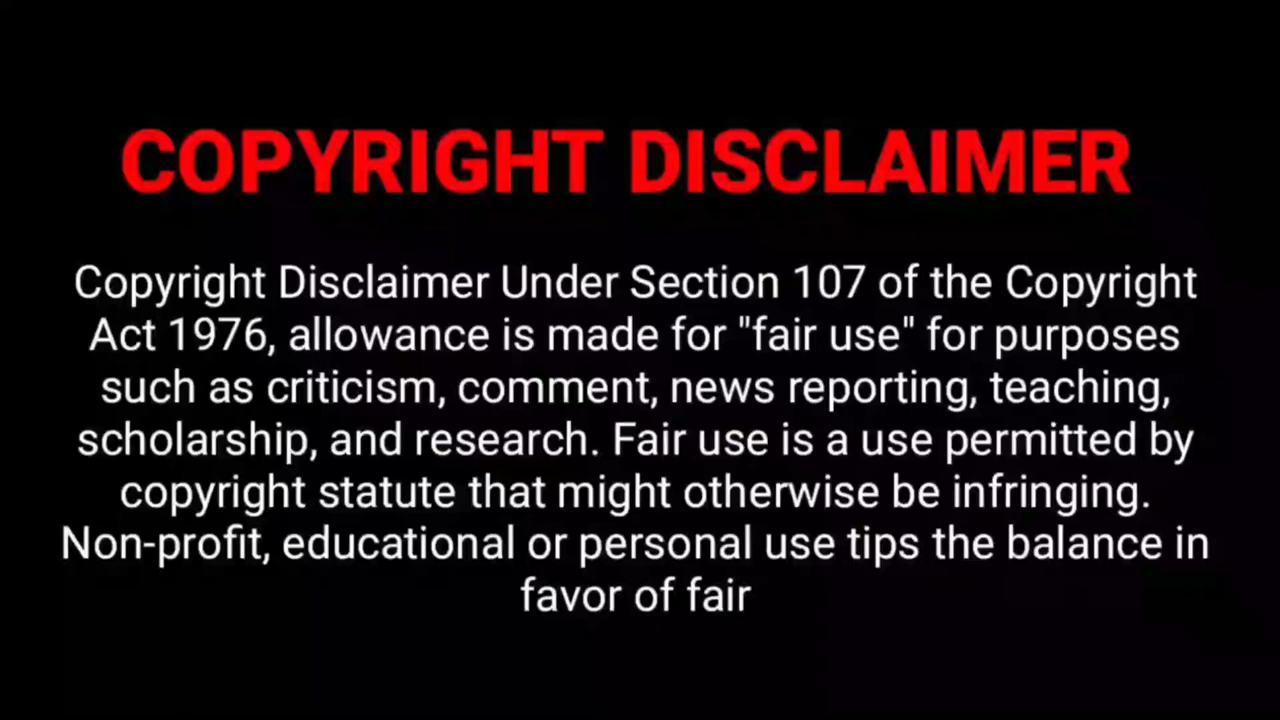 COPYRIGHT DISCLAIMER
Copyright Disclaimer Under Section 107 of the Copyright
Act 1976, allowance is made for "fair use" for purposes
such as criticism, comment, news reporting, teaching,
scholarship, and research. Fair use is a use permitted by
copyright statute that might otherwise be infringing.
Non-profit, educational or personal use tips the balance in
favor of fair